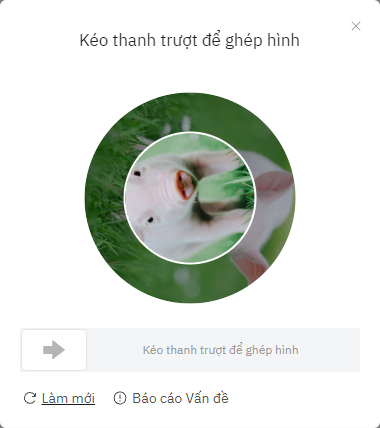 Kéo thanh trượt để ghép hình
Kéo thanh trượt để ghép hình
Làm mới Báo cáo Vấn đề